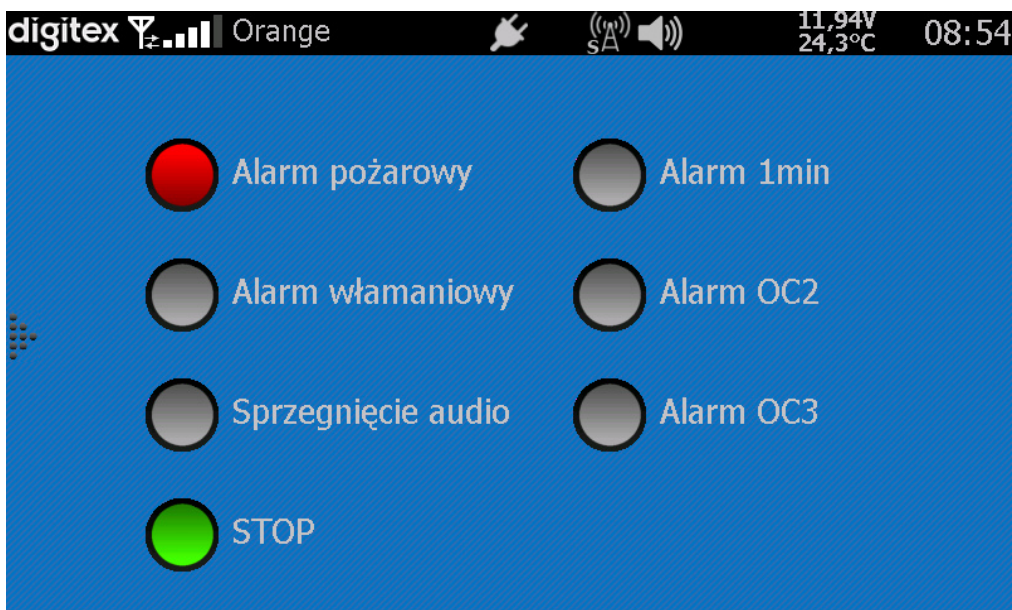 digitex Orange sA 11,94V 08:54
24,3°C
Alarm pożarowy Alarm 1min
Alarm włamaniowy Alarm OC2
Sprzegnięcie audio Alarm OC3
STOP